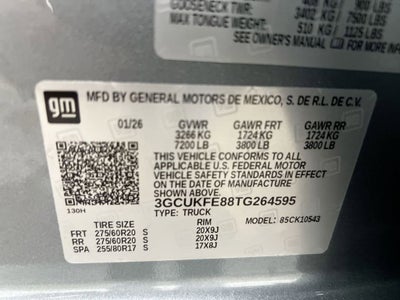 GOOSENECK TWR: 3402 KG 7500 LBS
MAX TONGUE WEIGHT: 510 KG 1125 LBS
SEE OWNER'S MANUAL FOR
gm
MFD BY GENERAL MOTORS DE MEXICO, S. DE R.L. DE C.V.
01/26 GVWR GAWR FRT GAWR RR
3266 KG 1724 KG 1724 KG
7200 LB 3800 LB 3800 LB
THIS VEHICLE CONFORMS TO ALL
APPLICABLE U.S. FEDERAL MOTOR
VEHICLE SAFETY STANDARDS IN EFFECT
ON THE DATE OF MANUFACTURE SHOWN ABOVE.
3GCUKFE88TG264595
TYPE: TRUCK 85CK10543
130H
TIRE SIZE RIM
FRT 275/60R20 S 20X9J
RR 275/60R20 S 20X9J
SPA 255/80R17 S 17X8J